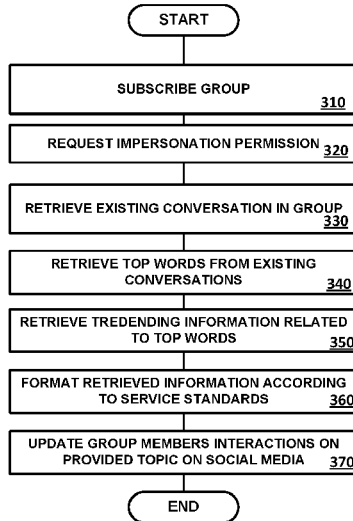 START
SUBSCRIBE GROUP
310
REQUEST IMPERSONATION PERMISSION
320
RETRIEVE EXISTING CONVERSATION IN GROUP
330
RETRIEVE TOP WORDS FROM EXISTING
CONVERSATIONS
340
RETRIEVE TREDENDING INFORMATION RELATED
TO TOP WORDS
350
FORMAT RETRIEVED INFORMATION ACCORDING
TO SERVICE STANDARDS
360
UPDATE GROUP MEMBERS INTERACTIONS ON
PROVIDED TOPIC ON SOCIAL MEDIA
370
END